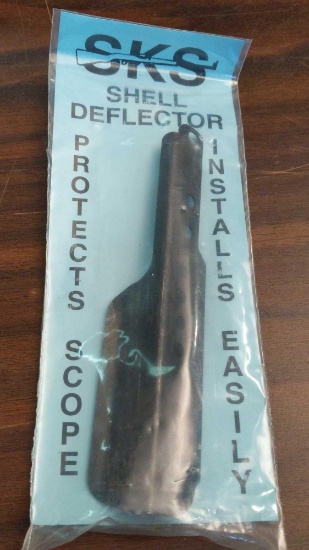 SKS
SHELL
DEFLECTOR
PROTECTS SCOPE
INSTALLS EASILY